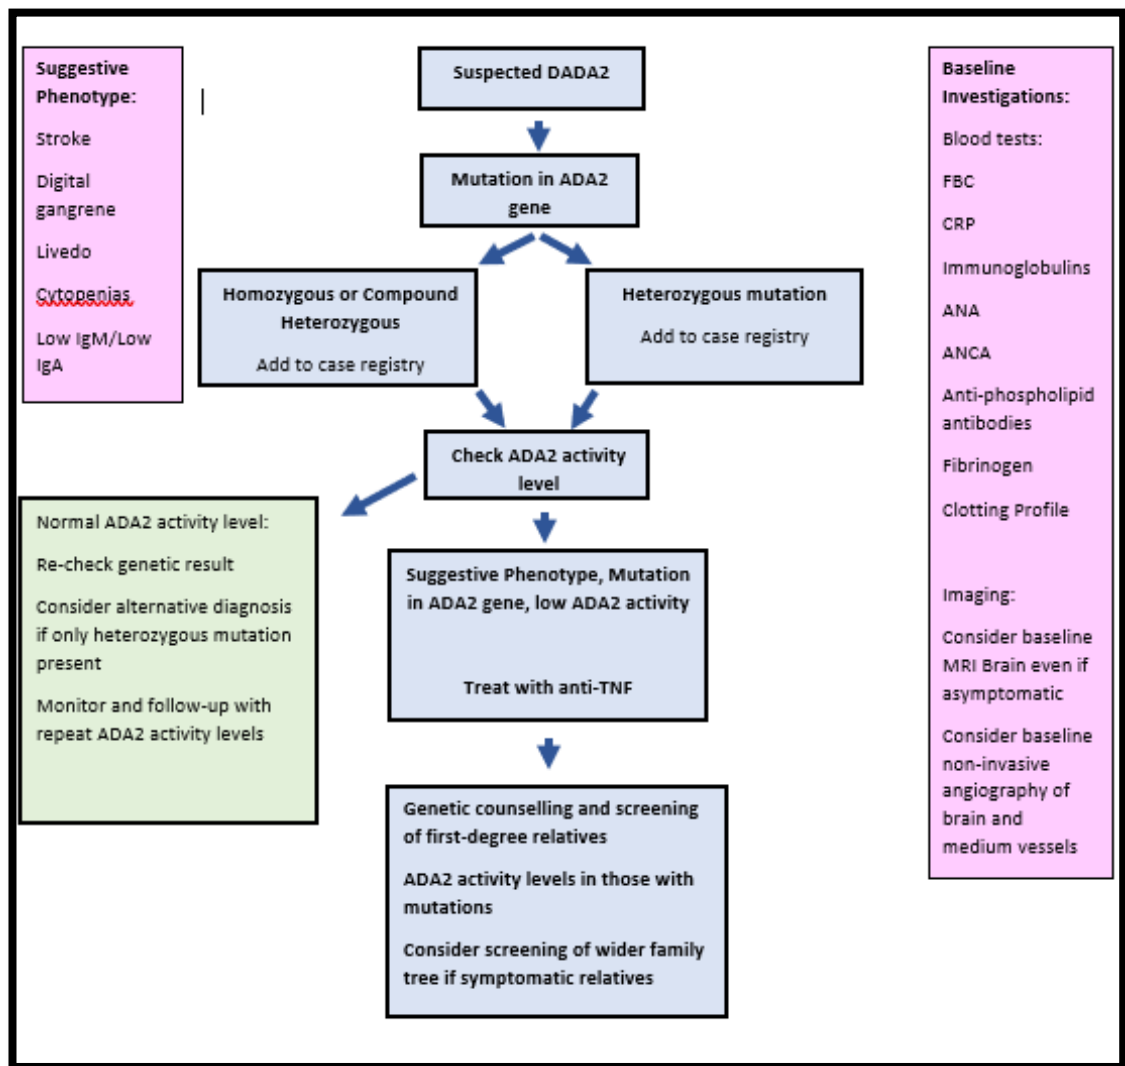 Suggestive
Phenotype:
Stroke
Digital
gangrene
Livedo
Cytopenias
Low IgM/Low
IgA
Suspected DADA2
Mutation in ADA2
gene
Homozygous or Compound
Heterozygous
Add to case registry
Heterozygous mutation
Add to case registry
Check ADA2 activity
level
Normal ADA2 activity level:
Re-check genetic result
Consider alternative diagnosis
if only heterozygous mutation
present
Monitor and follow-up with
repeat ADA2 activity levels
Suggestive Phenotype, Mutation
in ADA2 gene, low ADA2 activity
Treat with anti-TNF
Genetic counselling and screening
of first-degree relatives
ADA2 activity levels in those with
mutations
Consider screening of wider family
tree if symptomatic relatives
Baseline
Investigations:
Blood tests:
FBC
CRP
Immunoglobulins
ANA
ANCA
Anti-phospholipid
antibodies
Fibrinogen
Clotting Profile
Imaging:
Consider baseline
MRI Brain even if
asymptomatic
Consider baseline
non-invasive
angiography of
brain and
medium vessels